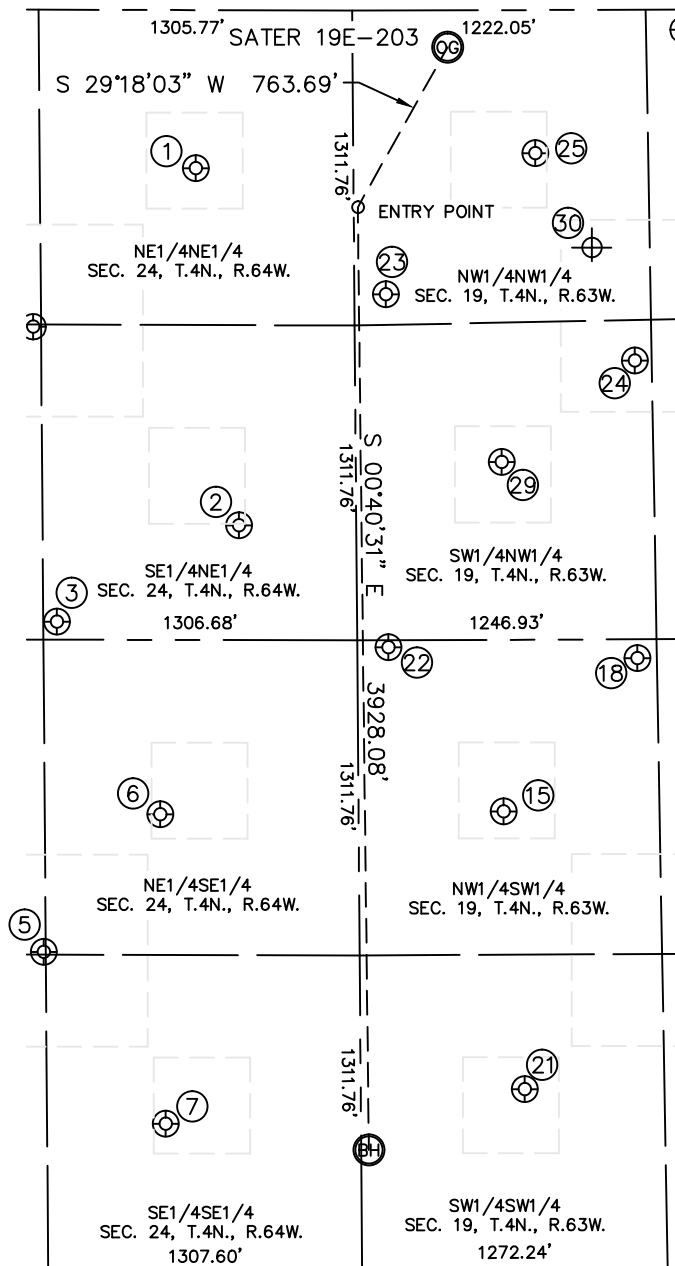 1305.77'
SATER 19E-203
1222.05'
OG
S 29°18'03" W 763.69'
1
1311.76'
25
ENTRY POINT
30
NE1/4NE1/4
SEC. 24, T.4N., R.64W.
23
NW1/4NW1/4
SEC. 19, T.4N., R.63W.
24
S 00°40'31" E 3928.08'
1311.76'
29
2
SE1/4NE1/4
SEC. 24, T.4N., R.64W.
1306.68'
3
SW1/4NW1/4
SEC. 19, T.4N., R.63W.
1246.93'
22
18
6
1311.76'
15
NE1/4SE1/4
SEC. 24, T.4N., R.64W.
NW1/4SW1/4
SEC. 19, T.4N., R.63W.
5
1311.76'
21
7
BH
SE1/4SE1/4
SEC. 24, T.4N., R.64W.
1307.60'
SW1/4SW1/4
SEC. 19, T.4N., R.63W.
1272.24'